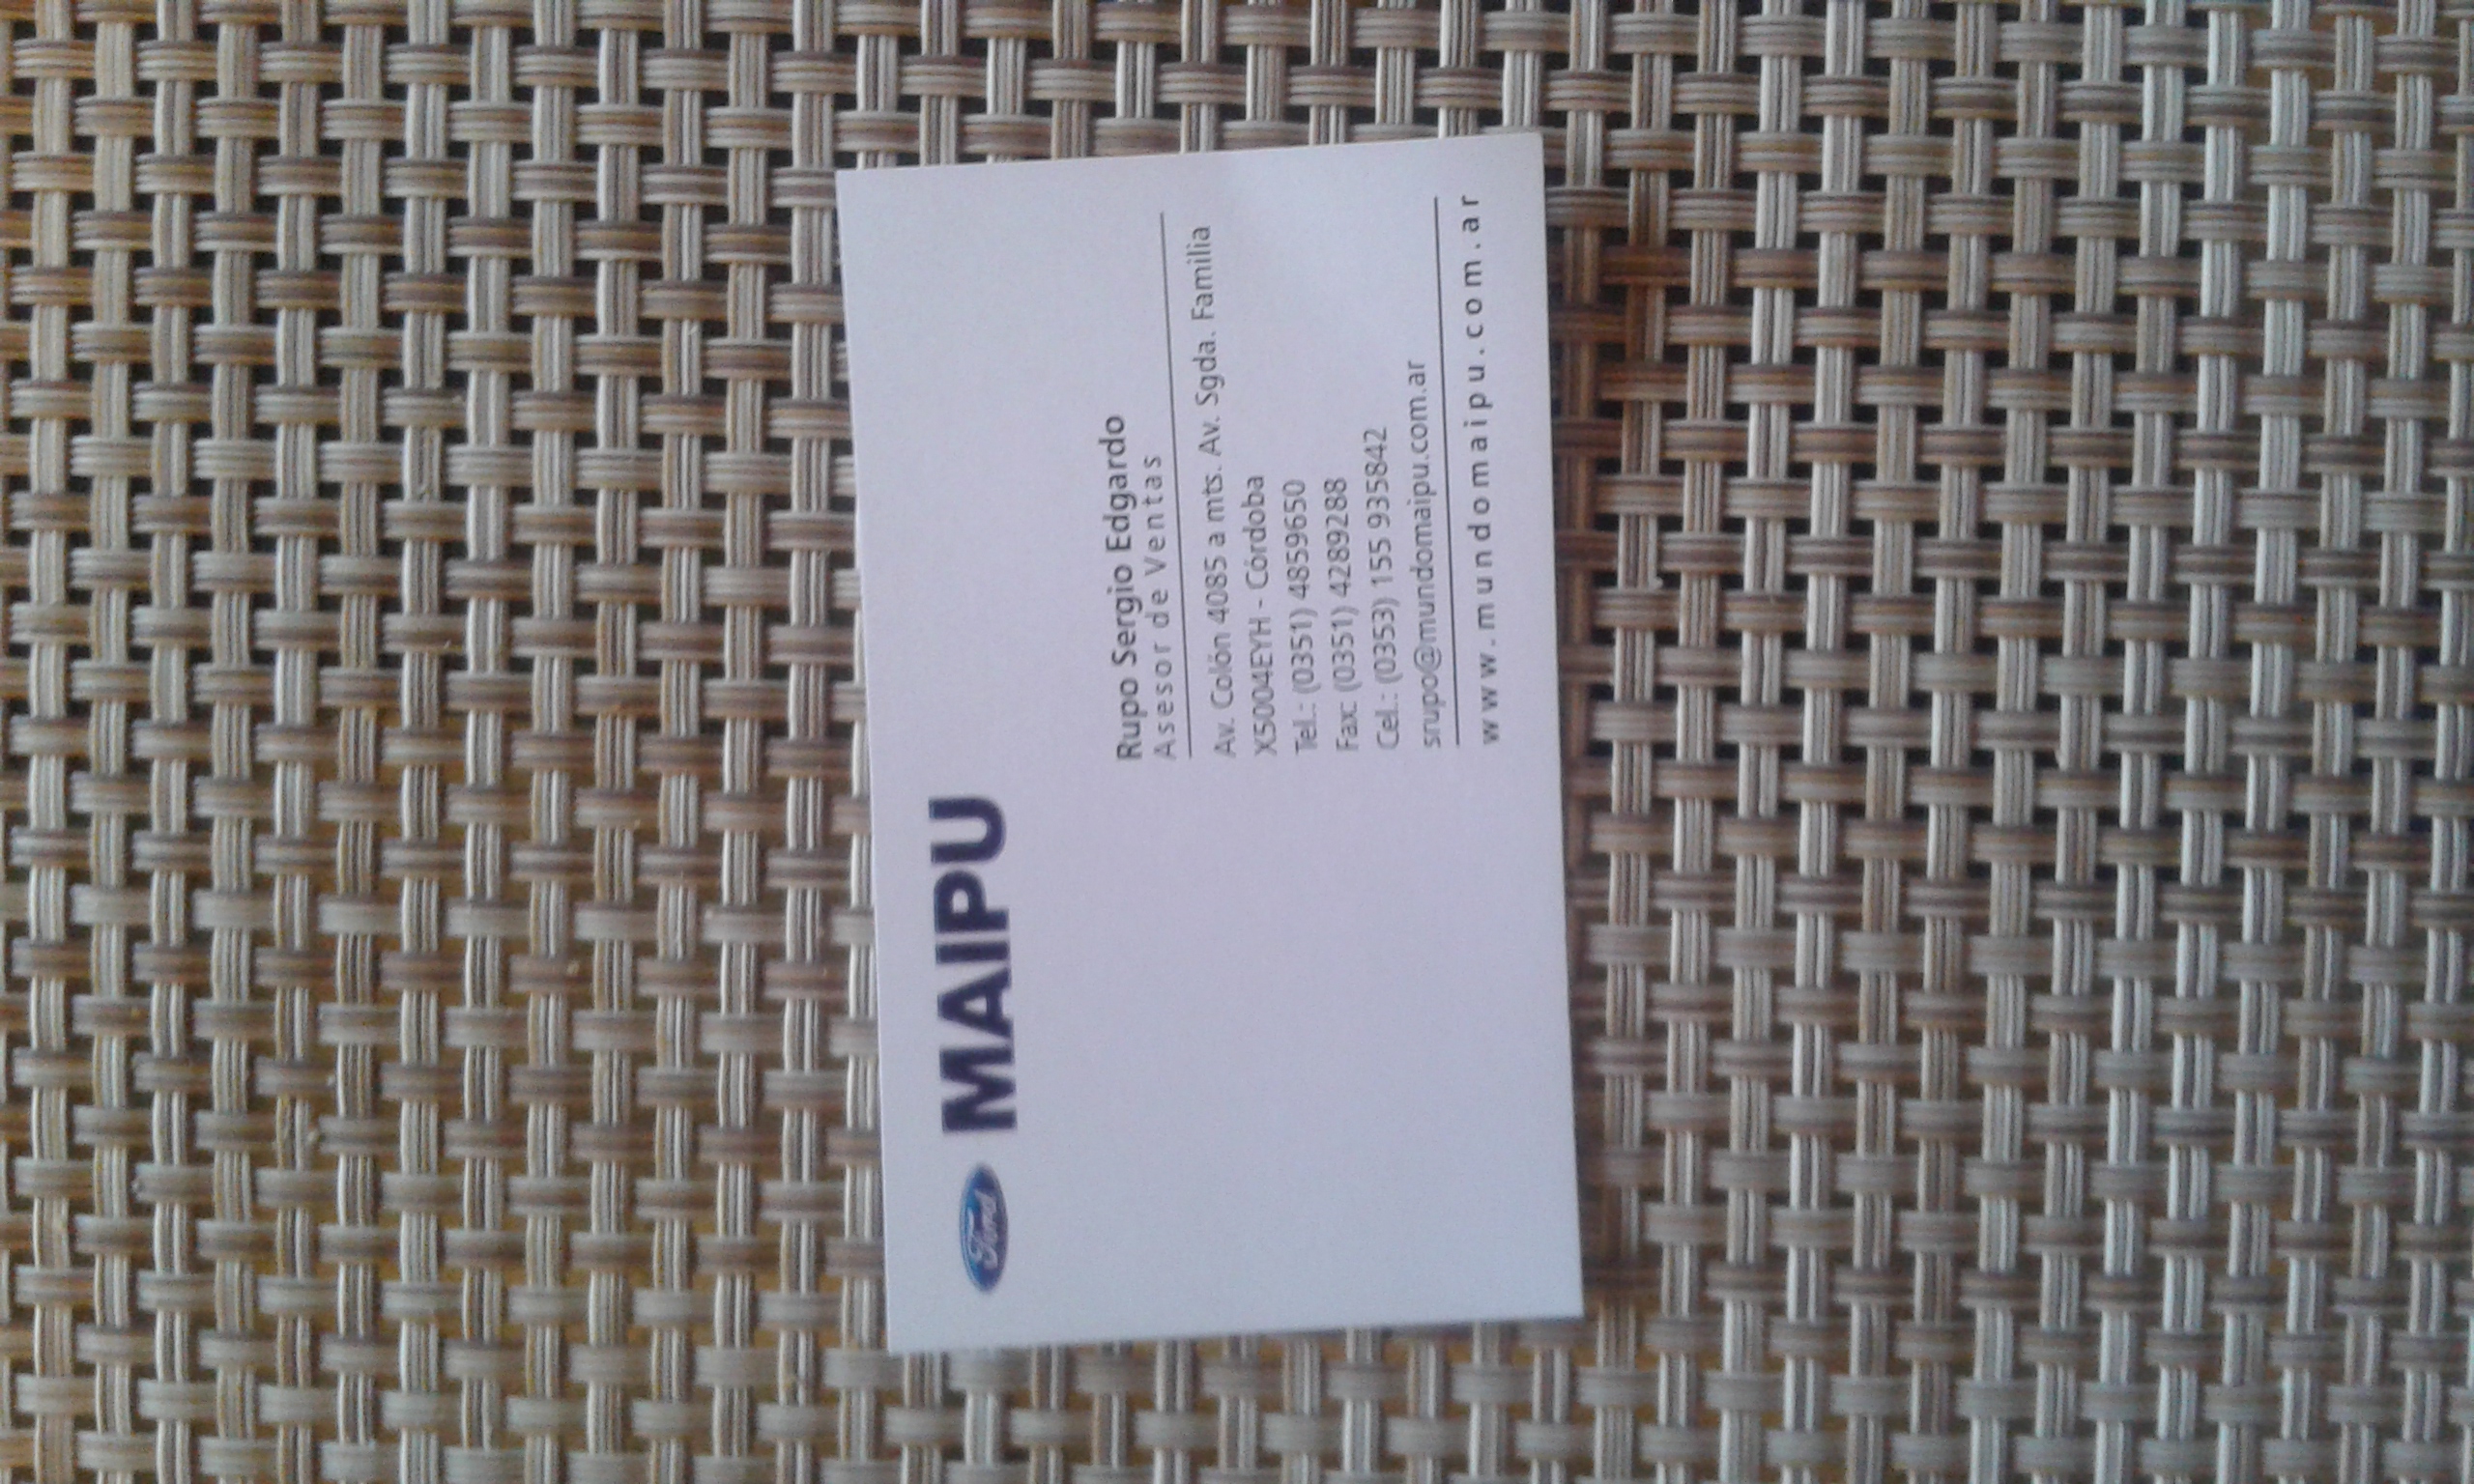 Ford MAIPU
Rupo Sergio Edgardo
Asesor de Ventas
Av. Colón 4085 a mts. Av. Sgda. Familia
X5004EYH - Córdoba
Tel.: (0351) 4859650
Fax: (0351) 4289288
Cel.: (0353) 155 935842
srupo@mundomaipu.com.ar
www.mundomaipu.com.ar